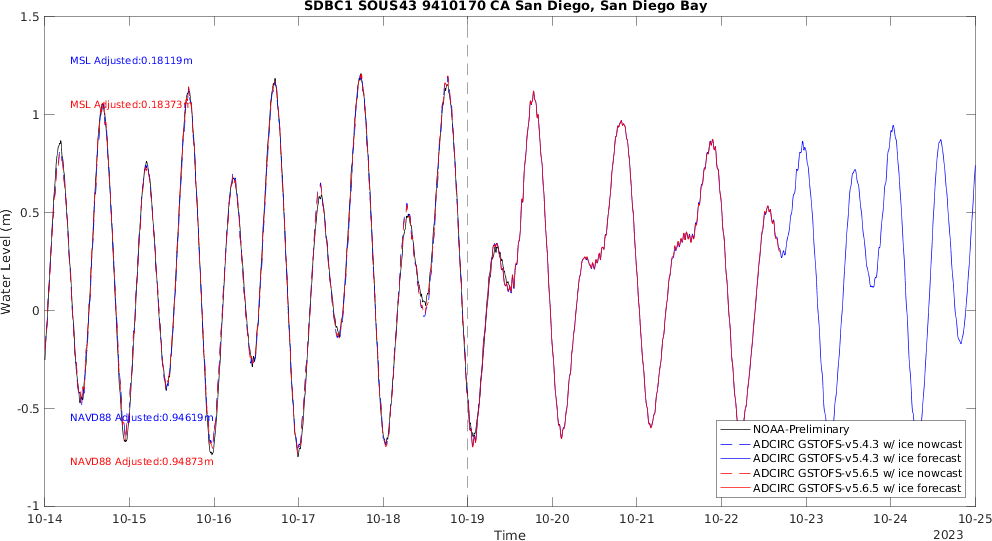 SDBC1 SOUS43 9410170 CA San Diego, San Diego Bay
1.5
1
0.5
0
-0.5
-1
Water Level (m)
MSL Adjusted:0.18119m
MSL Adjusted:0.18373m
NAVD88 Adjusted:0.94619m
NAVD88 Adjusted:0.94873m
NOAA-Preliminary
ADCIRC GSTOFS-v5.4.3 w/ ice nowcast
ADCIRC GSTOFS-v5.4.3 w/ ice forecast
ADCIRC GSTOFS-v5.6.5 w/ ice nowcast
ADCIRC GSTOFS-v5.6.5 w/ ice forecast
10-14 10-15 10-16 10-17 10-18 10-19 10-20 10-21 10-22 10-23 10-24 10-25
Time
2023